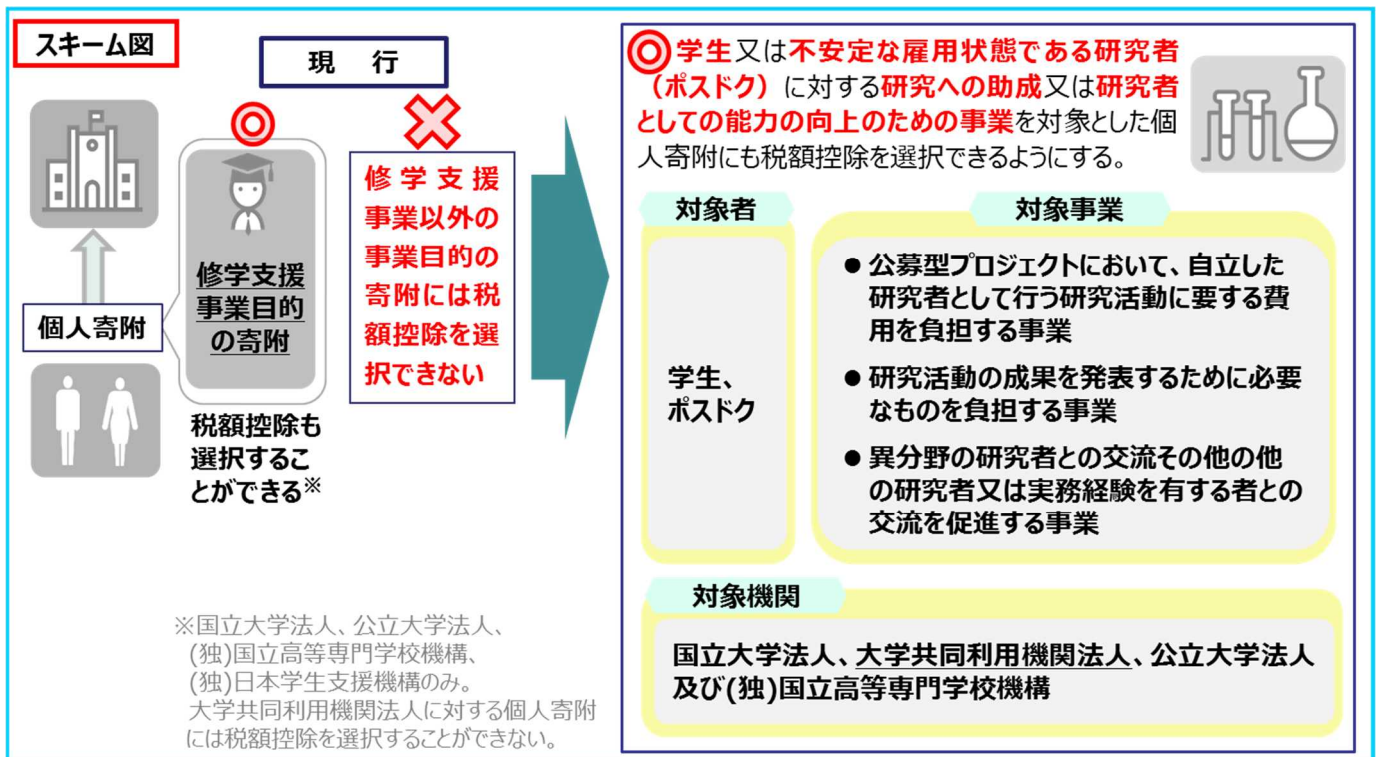 スキーム図
現 行
個人寄附
修学支援
事業目的
の寄附
税額控除も
選択するこ
とができる※
修学支援
事業以外の
事業目的の
寄附には税
額控除を選
択できない
※国立大学法人、公立大学法人、
(独)国立高等専門学校機構、
(独)日本学生支援機構のみ。
大学共同利用機関法人に対する個人寄附
には税額控除を選択することができない。
◎学生又は不安定な雇用状態である研究者
(ポスドク)に対する研究への助成又は研究者
としての能力の向上のための事業を対象とした個
人寄附にも税額控除を選択できるようにする。
対象者
学生、
ポスドク
対象事業
●公募型プロジェクトにおいて、自立した
研究者として行う研究活動に要する費
用を負担する事業
●研究活動の成果を発表するために必要
なものを負担する事業
●異分野の研究者との交流その他の他
の研究者又は実務経験を有する者との
交流を促進する事業
対象機関
国立大学法人、大学共同利用機関法人、公立大学法人
及び(独)国立高等専門学校機構